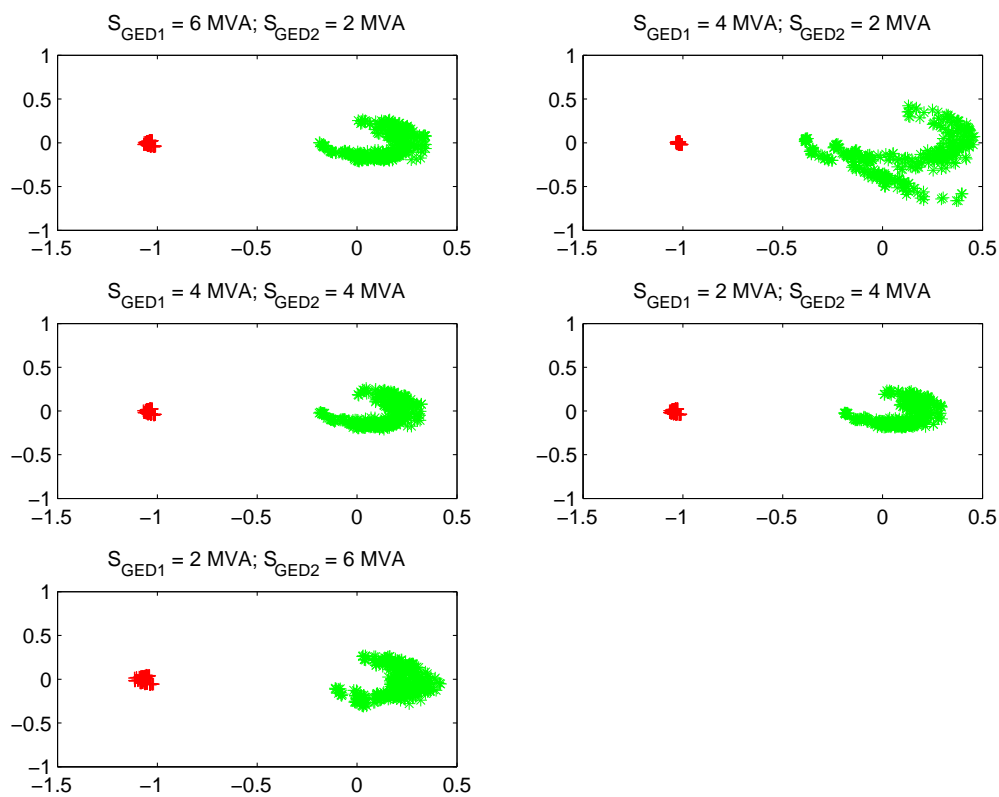 S_GED1 = 6 MVA; S_GED2 = 2 MVA
1
0.5
0
−0.5
−1
−1.5 −1 −0.5 0 0.5
S_GED1 = 4 MVA; S_GED2 = 2 MVA
1
0.5
0
−0.5
−1
−1.5 −1 −0.5 0 0.5
S_GED1 = 4 MVA; S_GED2 = 4 MVA
1
0.5
0
−0.5
−1
−1.5 −1 −0.5 0 0.5
S_GED1 = 2 MVA; S_GED2 = 4 MVA
1
0.5
0
−0.5
−1
−1.5 −1 −0.5 0 0.5
S_GED1 = 2 MVA; S_GED2 = 6 MVA
1
0.5
0
−0.5
−1
−1.5 −1 −0.5 0 0.5